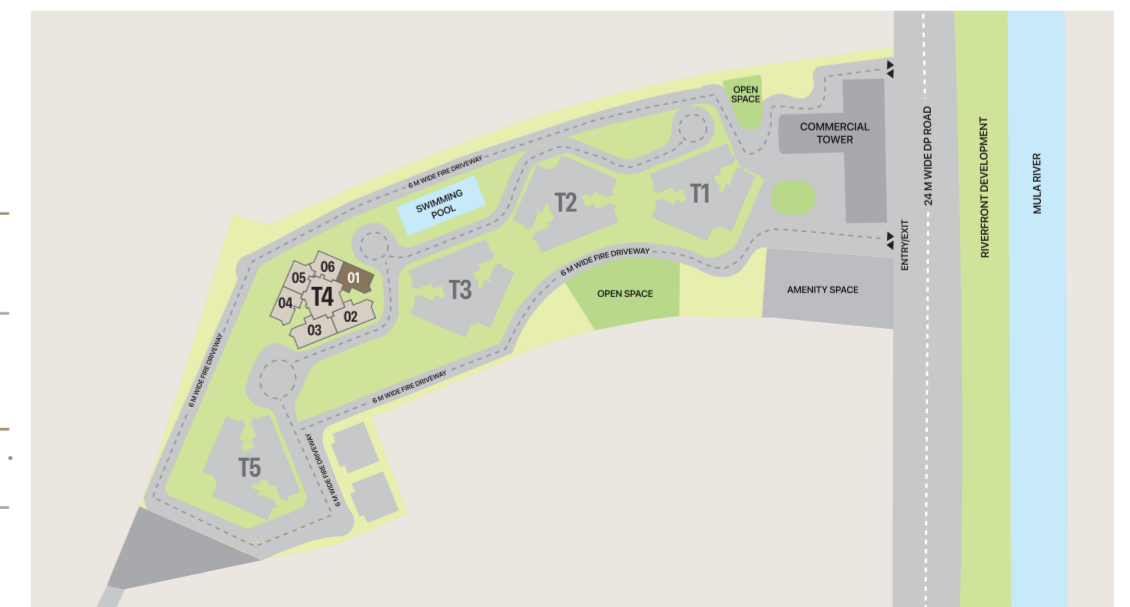 OPEN
SPACE
COMMERCIAL
TOWER
24 M WIDE DP ROAD
RIVERFRONT DEVELOPMENT
MULA RIVER
6 M WIDE FIRE DRIVEWAY
SWIMMING
POOL
T2
T1
ENTRY/EXIT
6 M WIDE FIRE DRIVEWAY
06
05
01
T4
04
02
03
T3
OPEN SPACE
AMENITY SPACE
6 M WIDE FIRE DRIVEWAY
6 M WIDE FIRE DRIVEWAY
6 M WIDE FIRE DRIVEWAY
T5